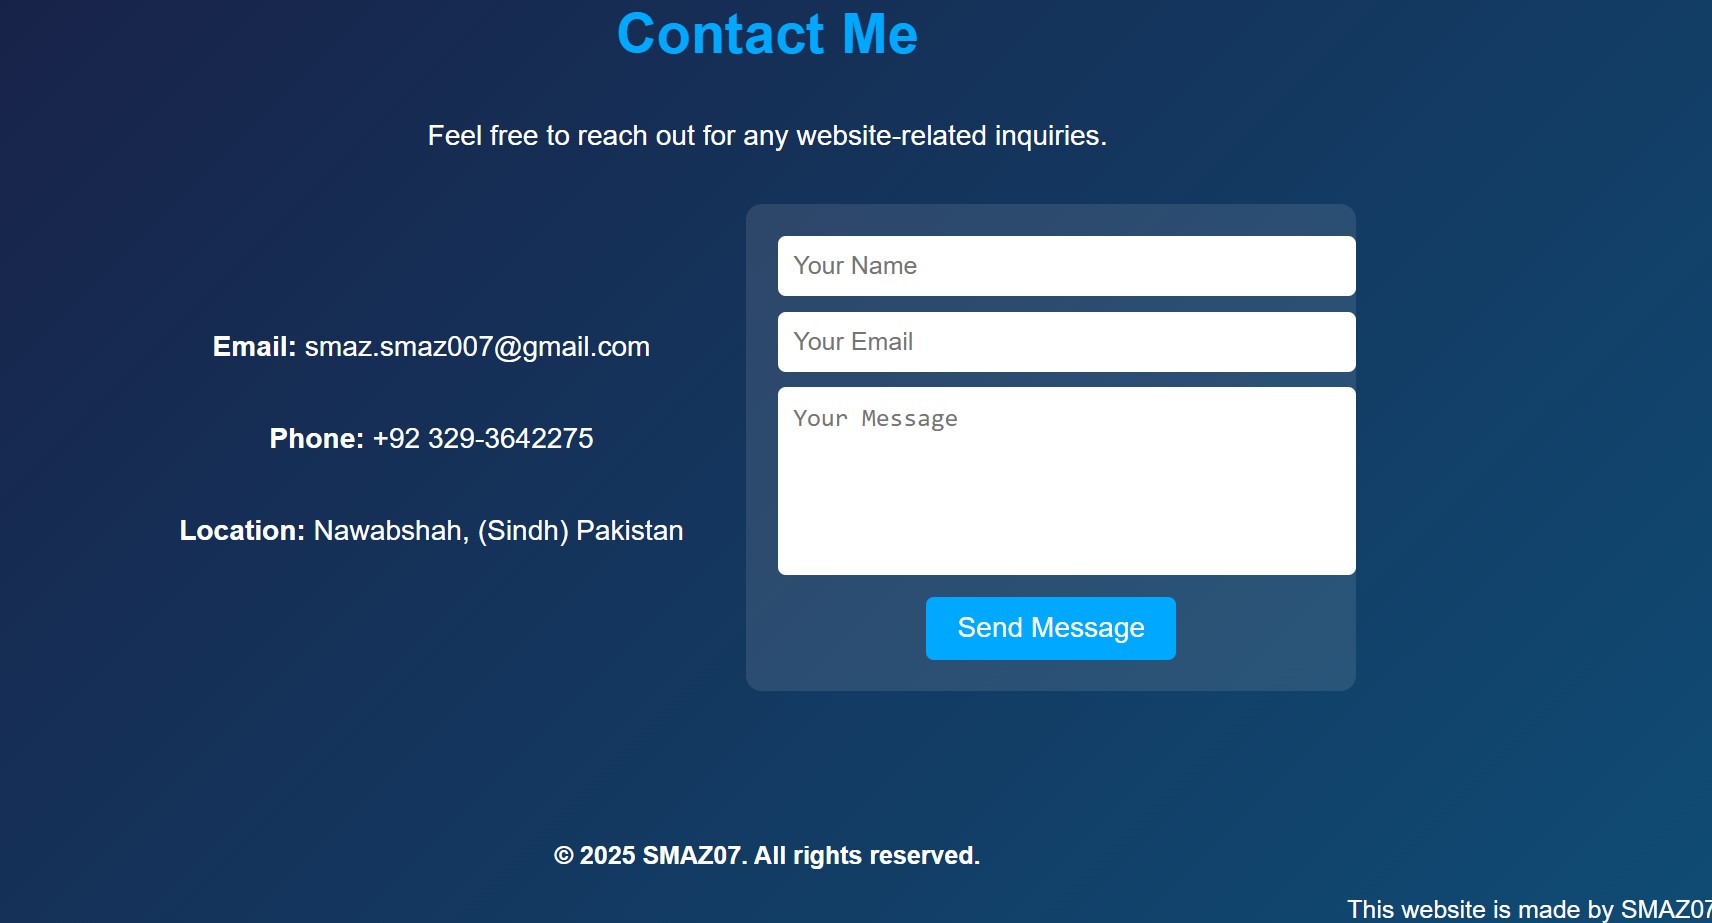 Contact Me
Feel free to reach out for any website-related inquiries.
Email: smaz.smaz007@gmail.com
Phone: +92 329-3642275
Location: Nawabshah, (Sindh) Pakistan
Your Name
Your Email
Your Message
Send Message
© 2025 SMAZ07. All rights reserved.
This website is made by SMAZ07